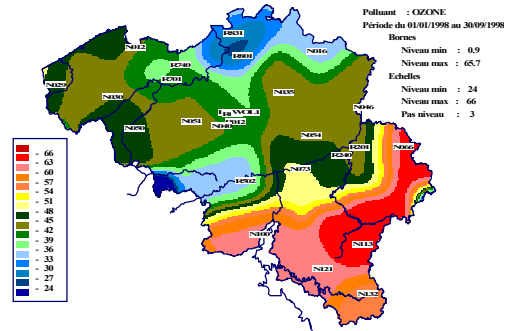 Polluant : OZONE
Période du 01/01/1998 au 30/09/1998
Bornes
Niveau min : 0.9
Niveau max : 65.7
Echelles
Niveau min : 24
Niveau max : 66
Pas niveau : 3
R831
N012
N016
R801
R740
R701
N029
N030
N035
N046
WOLI
N051
R012
N040
N050
N054
R201
N066
R240
N073
R502
N100
N113
N121
N132
- 66
- 63
- 60
- 57
- 54
- 51
- 48
- 45
- 42
- 39
- 36
- 33
- 30
- 27
- 24